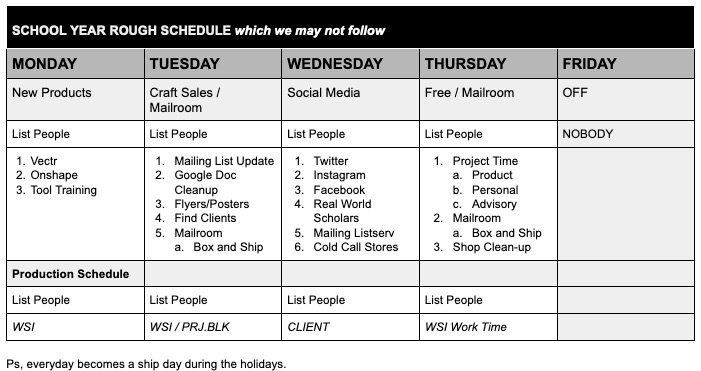 SCHOOL YEAR ROUGH SCHEDULE which we may not follow
MONDAY TUESDAY WEDNESDAY THURSDAY FRIDAY
New Products
Craft Sales /
Mailroom
Social Media
Free / Mailroom
OFF
List People List People List People List People NOBODY
1. Vectr
2. Onshape
3. Tool Training
1. Mailing List Update
2. Google Doc
Cleanup
3. Flyers/Posters
4. Find Clients
5. Mailroom
a. Box and Ship
1. Twitter
2. Instagram
3. Facebook
4. Real World
Scholars
5. Mailing Listserv
6. Cold Call Stores
1. Project Time
a. Product
b. Personal
c. Advisory
2. Mailroom
a. Box and Ship
3. Shop Clean-up
Production Schedule
List People List People List People List People
WSI WSI / PRJ.BLK CLIENT WSI Work Time
Ps, everyday becomes a ship day during the holidays.